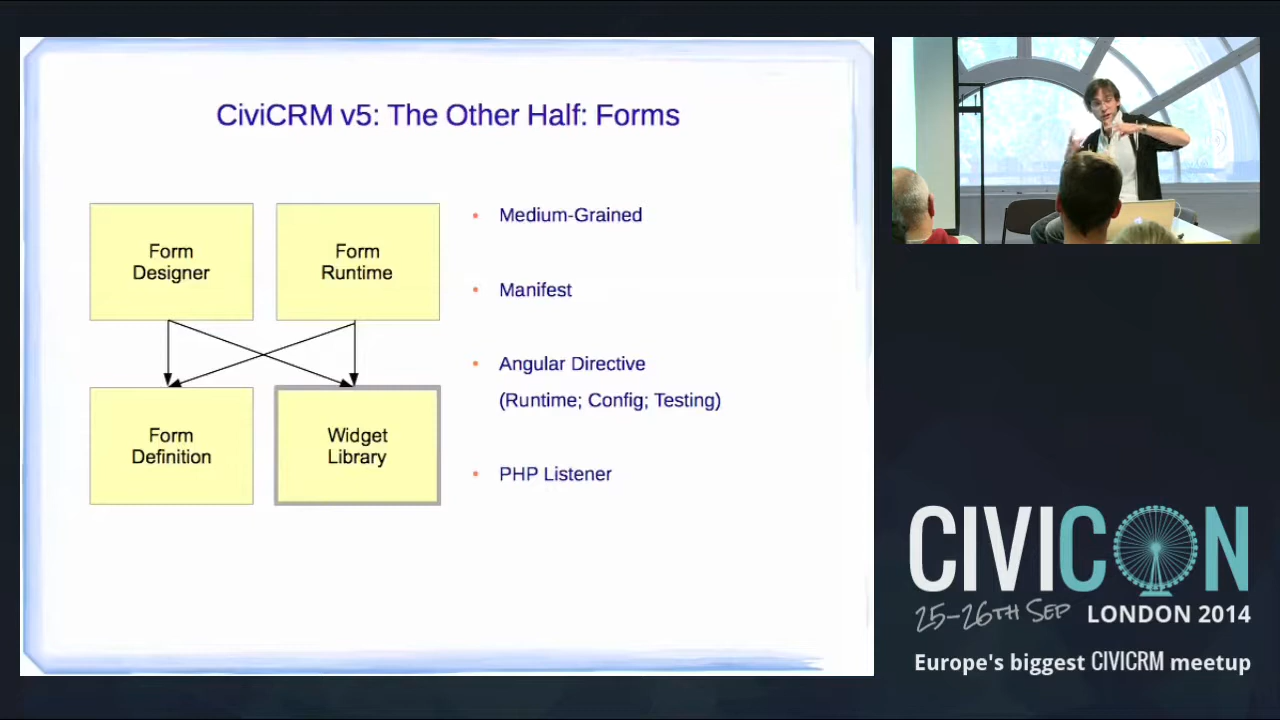 CiviCRM v5: The Other Half: Forms
Form
Designer
Form
Runtime
Form
Definition
Widget
Library
• Medium-Grained
• Manifest
• Angular Directive
(Runtime; Config; Testing)
• PHP Listener
CIVICON
25-26TH SEP LONDON 2014
Europe's biggest CIVICRM meetup